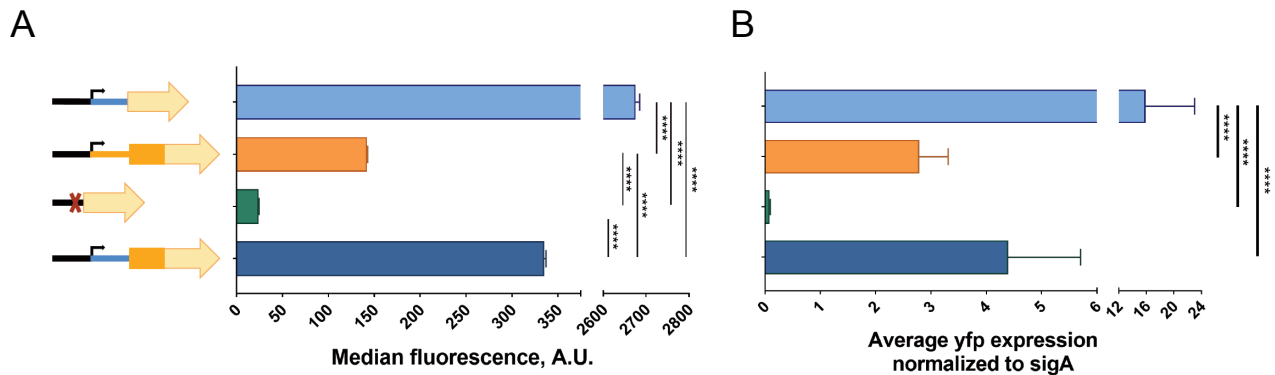 A
B
****
****
****
****
****
****
****
****
****
0 50 100 150 200 250 300 350 2600 2700 2800
0 1 2 3 4 5 6 12 16 20 24
Median fluorescence, A.U.
Average yfp expression
normalized to sigA